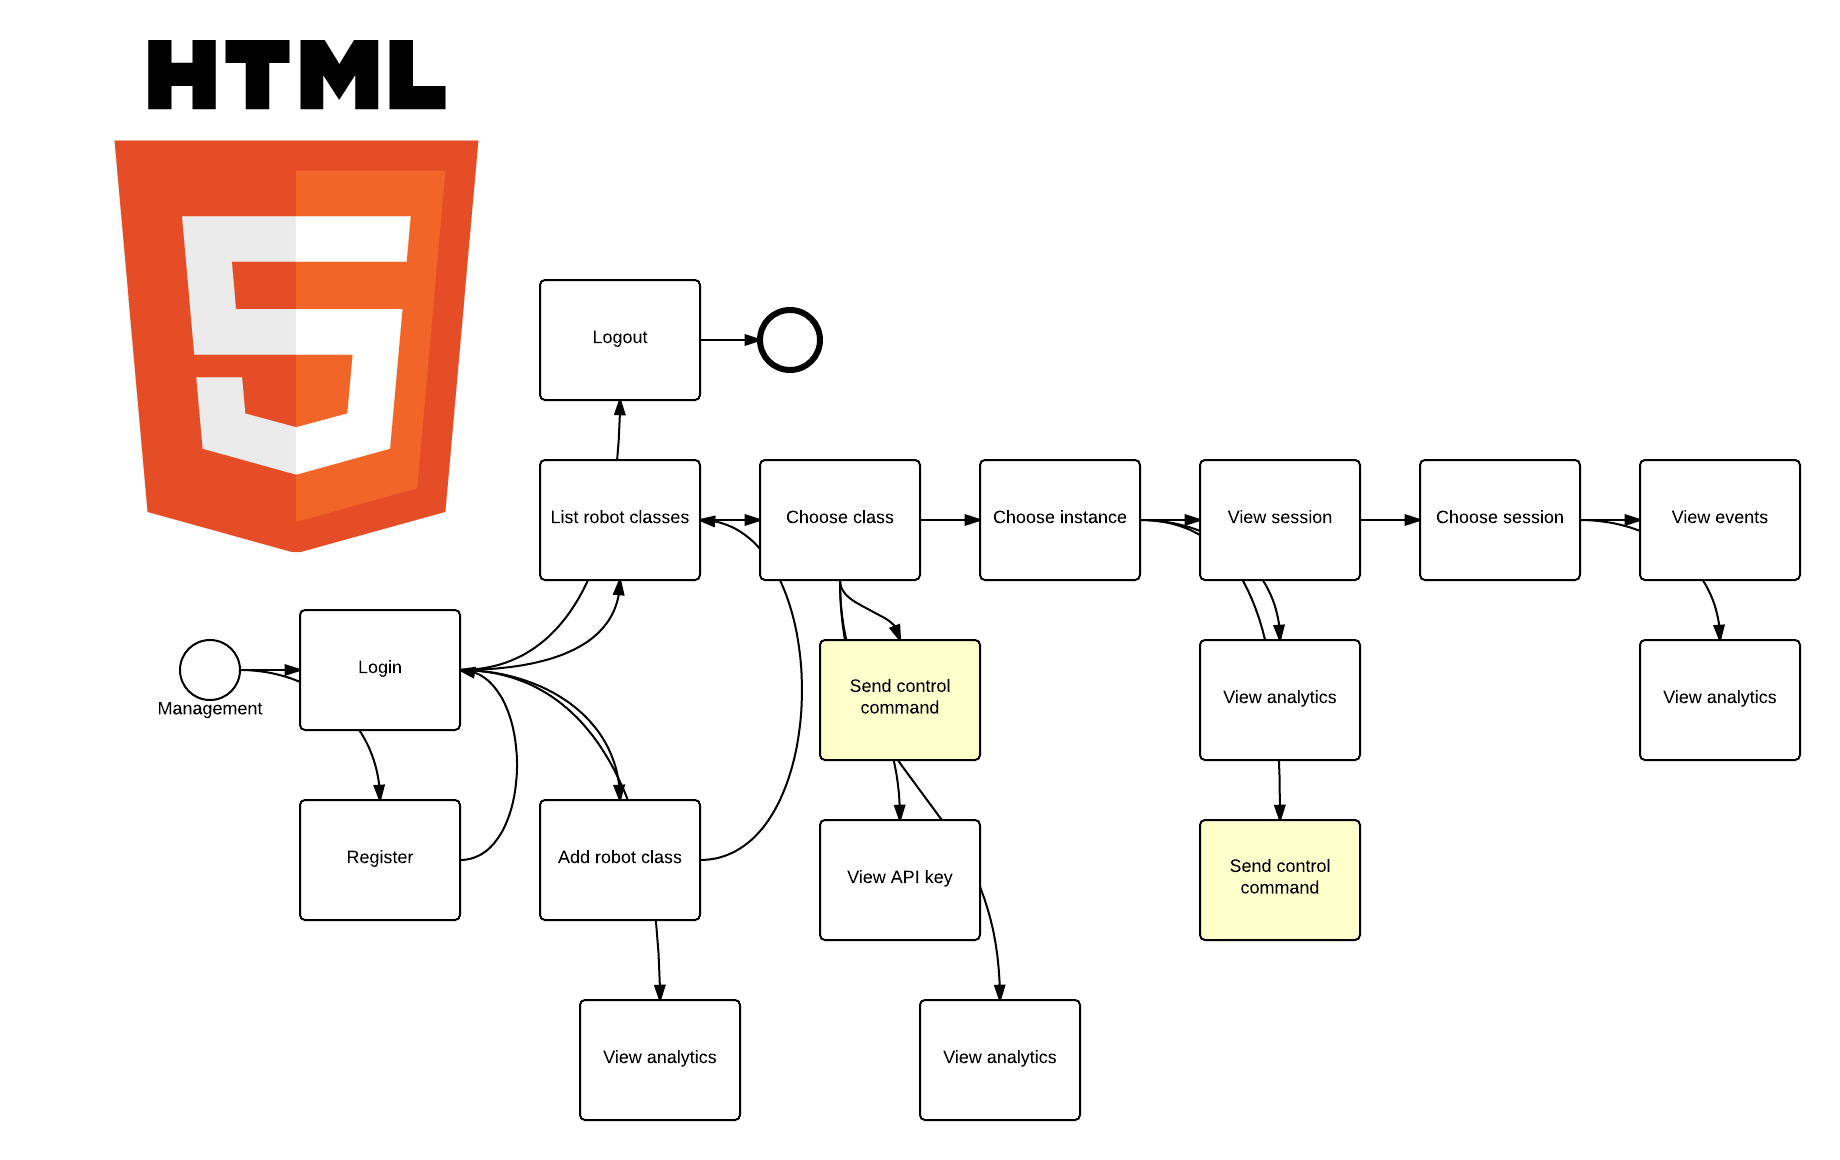 HTML
5
Logout
List robot classes
Choose class
Choose instance
View session
Choose session
View events
Login
Management
Send control
command
View analytics
View analytics
Register
Add robot class
View API key
Send control
command
View analytics
View analytics